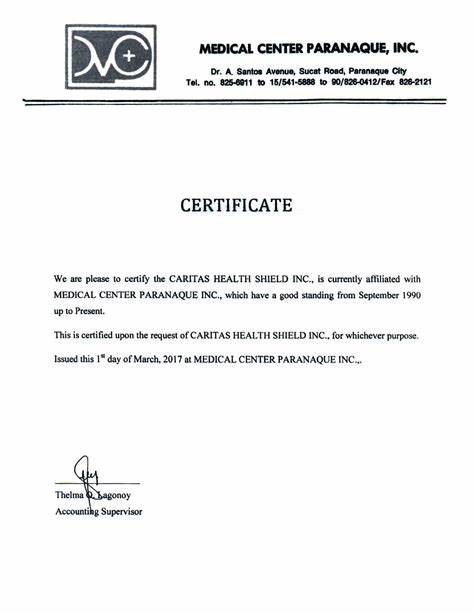 MEDICAL CENTER PARANAQUE, INC.
Dr. A. Santos Avenue, Sucat Road, Paranaque City
Tel. no. 825-6911 to 15/541-5888 to 90/826-0412/Fax 826-2121
CERTIFICATE
We are please to certify the CARITAS HEALTH SHIELD INC., is currently affiliated with
MEDICAL CENTER PARANAQUE INC., which have a good standing from September 1990
up to Present.
This is certified upon the request of CARITAS HEALTH SHIELD INC., for whichever purpose.
Issued this 1st day of March, 2017 at MEDICAL CENTER PARANAQUE INC.,.
Thelma Lagonoy
Accounting Supervisor